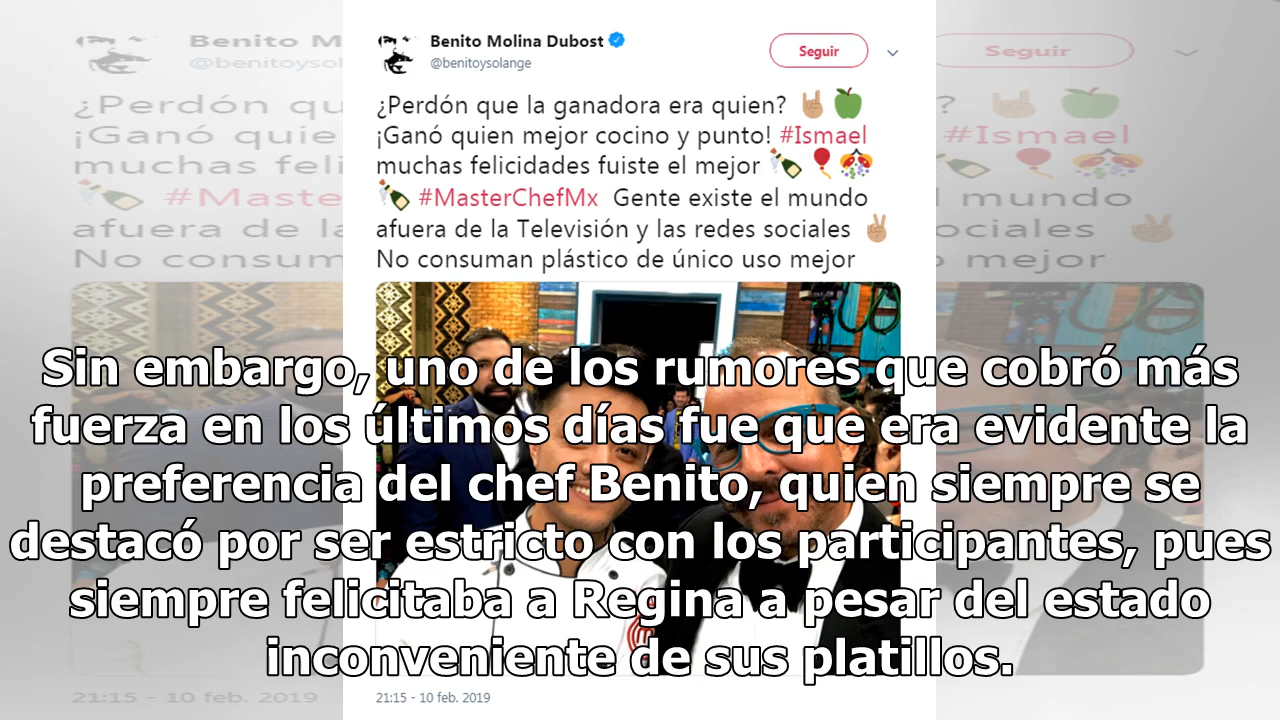 Benito Molina Dubost
@benitoysolange
Seguir
¿Perdón que la ganadora era quien? 🤘🏽 🍏
¡Ganó quien mejor cocino y punto! #Ismael
muchas felicidades fuiste el mejor 🍾🎈🎊
🍾 #MasterChefMx Gente existe el mundo
afuera de la Televisión y las redes sociales ✌🏽
No consuman plástico de único uso mejor
Sin embargo, uno de los rumores que cobró más
fuerza en los últimos días fue que era evidente la
preferencia del chef Benito, quien siempre se
destacó por ser estricto con los participantes, pues
siempre felicitaba a Regina a pesar del estado
inconveniente de sus platillos.
21:15 - 10 feb. 2019